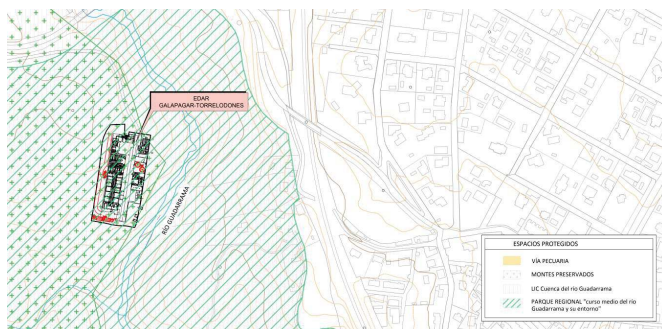 EDAR
GALAPAGAR-TORRELODONES
RÍO GUADARRAMA
ESPACIOS PROTEGIDOS
VÍA PECUARIA
MONTES PRESERVADOS
LIC Cuenca del río Guadarrama
PARQUE REGIONAL "curso medio del río
Guadarrama y su entorno"